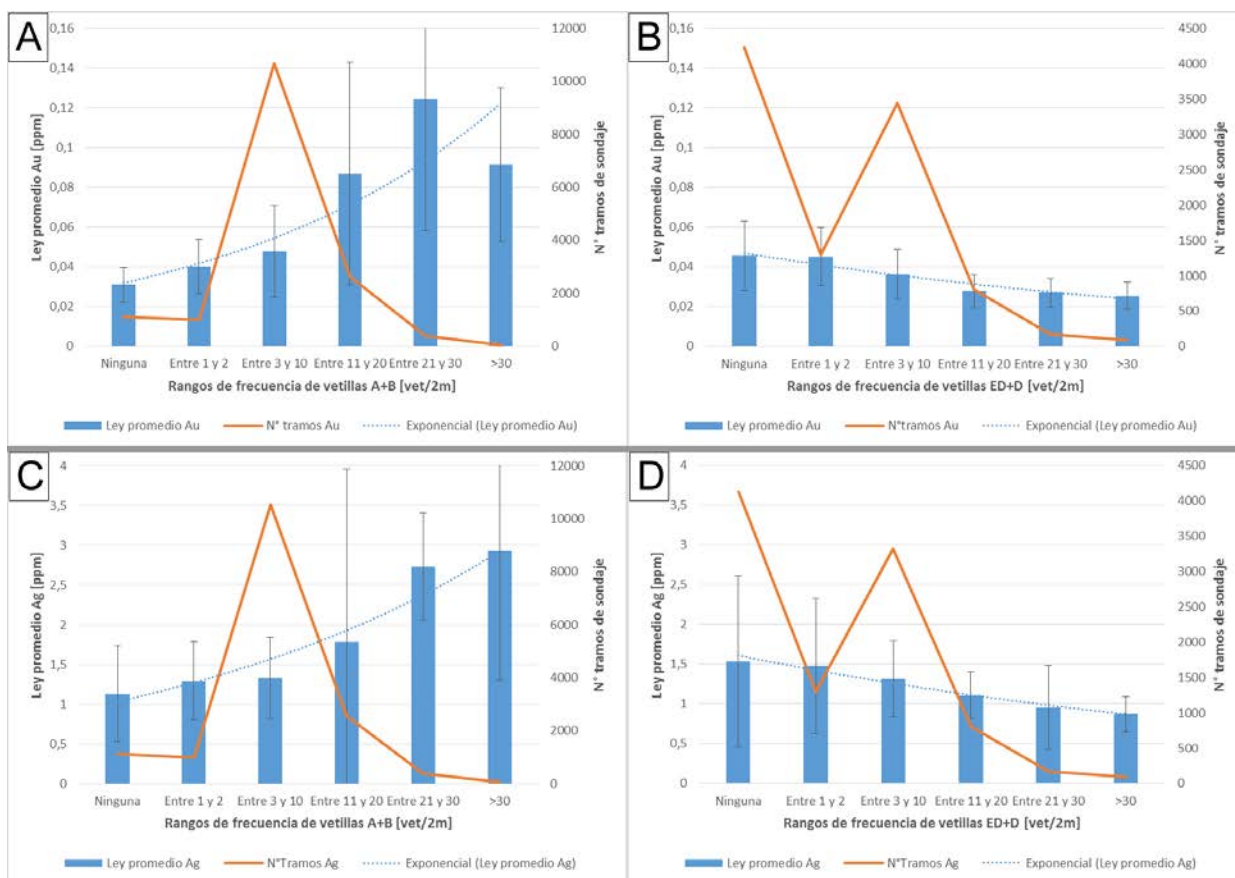 A
Ley promedio Au [ppm]
0,16
0,14
0,12
0,1
0,08
0,06
0,04
0,02
0
12000
10000
8000
6000
4000
2000
0
N° tramos de sondaje
Ninguna Entre 1 y 2 Entre 3 y 10 Entre 11 y 20 Entre 21 y 30 >30
Rangos de frecuencia de vetillas A+B [vet/2m]
Ley promedio Au N° tramos Au Exponencial (Ley promedio Au)
B
Ley promedio Au [ppm]
0,16
0,14
0,12
0,1
0,08
0,06
0,04
0,02
0
4500
4000
3500
3000
2500
2000
1500
1000
500
0
N° tramos de sondaje
Ninguna Entre 1 y 2 Entre 3 y 10 Entre 11 y 20 Entre 21 y 30 >30
Rangos de frecuencia de vetillas ED+D [vet/2m]
Ley promedio Au N°tramos Au Exponencial (Ley promedio Au)
C
Ley promedio Ag [ppm]
4
3,5
3
2,5
2
1,5
1
0,5
0
12000
10000
8000
6000
4000
2000
0
N° tramos de sondaje
Ninguna Entre 1 y 2 Entre 3 y 10 Entre 11 y 20 Entre 21 y 30 >30
Rangos de frecuencia de vetillas A+B [vet/2m]
Ley promedio Ag N°Tramos Ag Exponencial (Ley promedio Ag)
D
Ley promedio Ag [ppm]
4
3,5
3
2,5
2
1,5
1
0,5
0
4500
4000
3500
3000
2500
2000
1500
1000
500
0
N° tramos de sondaje
Ninguna Entre 1 y 2 Entre 3 y 10 Entre 11 y 20 Entre 21 y 30 >30
Rangos de frecuencia de vetillas ED+D [vet/2m]
Ley promedio Ag N°Tramos Ag Exponencial (Ley promedio Ag)